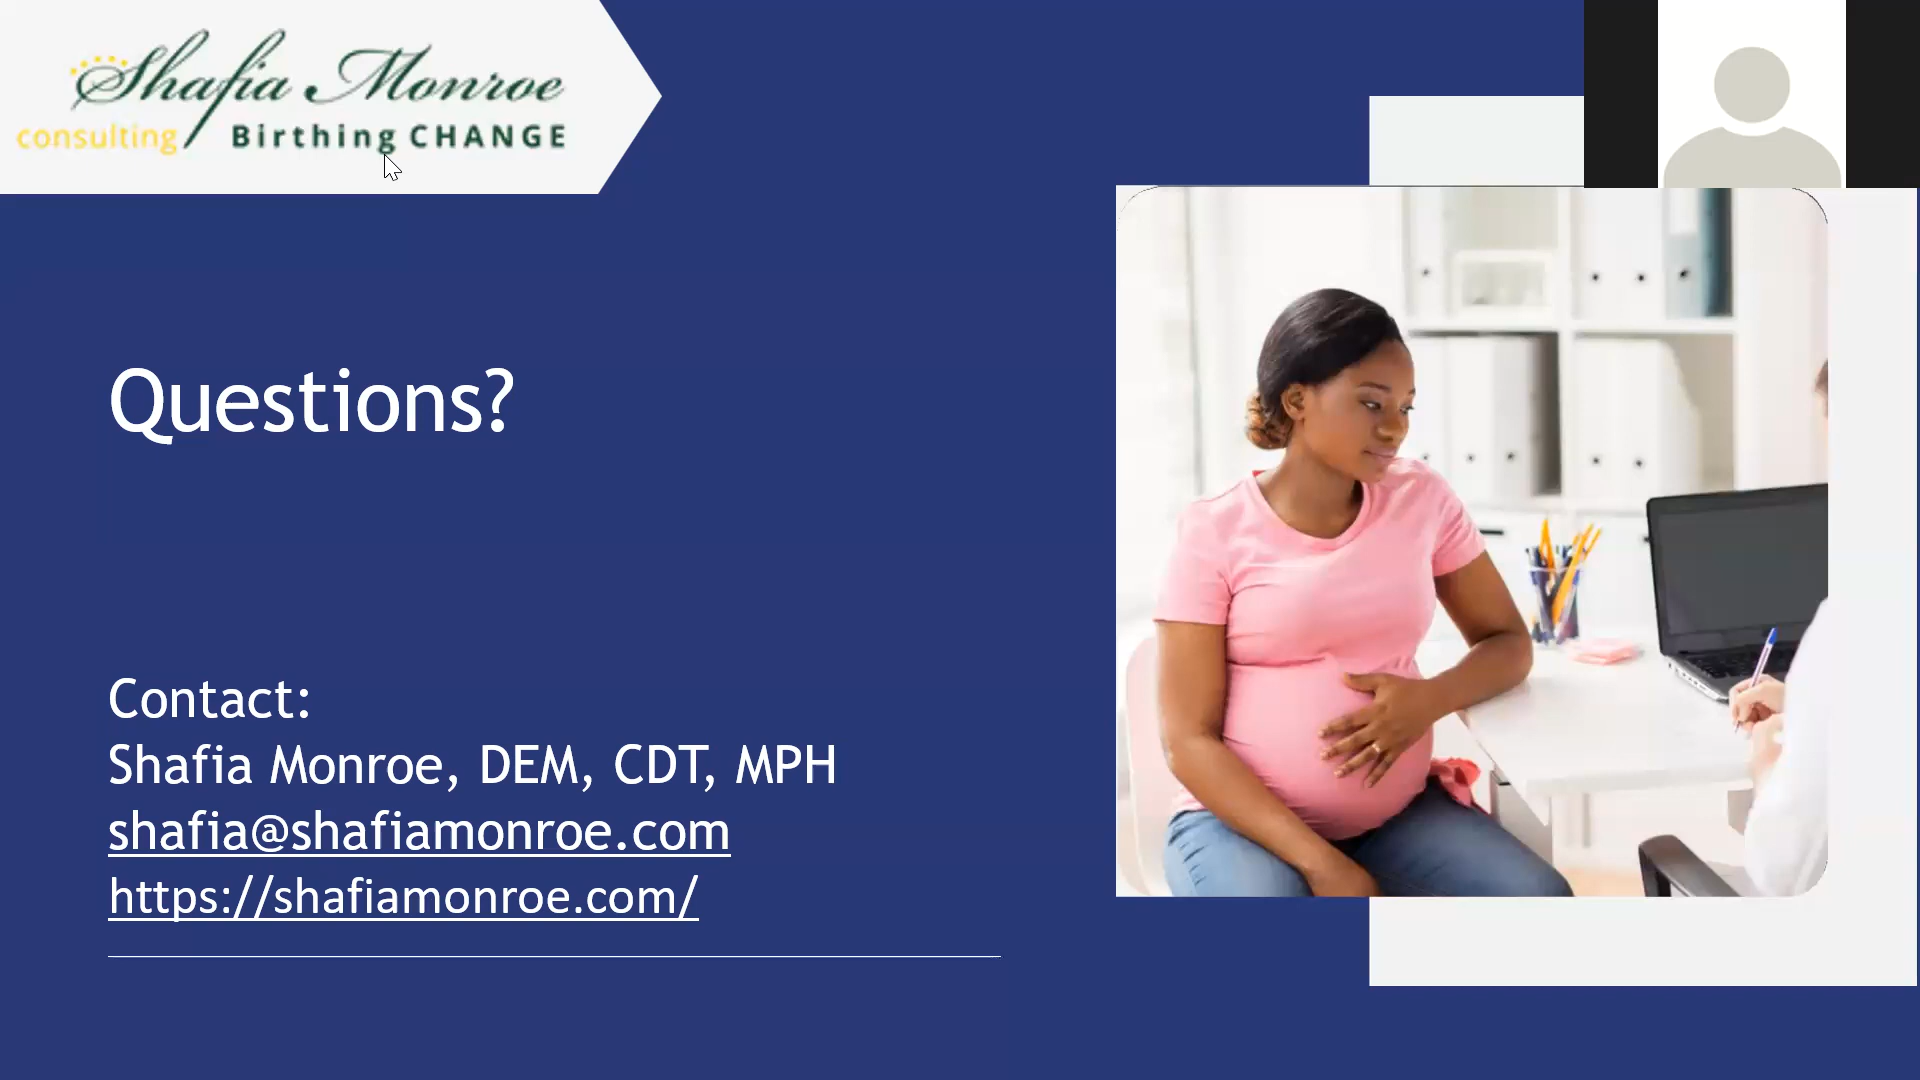 Shafia Monroe
consulting Birthing CHANGE
Questions?
Contact:
Shafia Monroe, DEM, CDT, MPH
shafia@shafiamonroe.com
https://shafiamonroe.com/